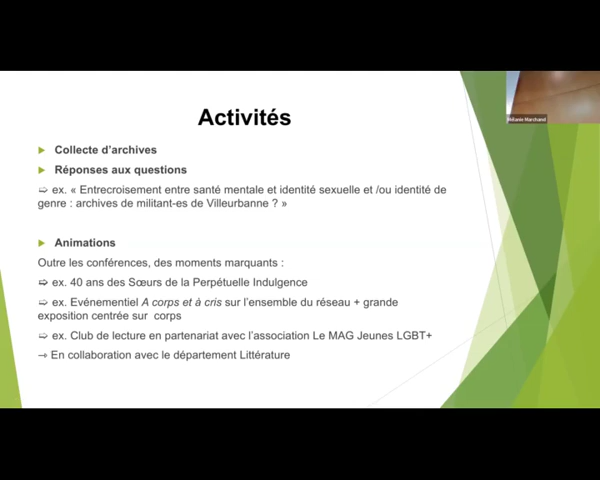 Activités
Mélanie Marchand
► Collecte d'archives
► Réponses aux questions
⇨ ex. « Entrecroisement entre santé mentale et identité sexuelle et /ou identité de
genre : archives de militant-es de Villeurbanne ? »
► Animations
Outre les conférences, des moments marquants :
⇨ ex. 40 ans des Sœurs de la Perpétuelle Indulgence
⇨ ex. Evénementiel A corps et à cris sur l'ensemble du réseau + grande
exposition centrée sur corps
⇨ ex. Club de lecture en partenariat avec l'association Le MAG Jeunes LGBT+
→ En collaboration avec le département Littérature